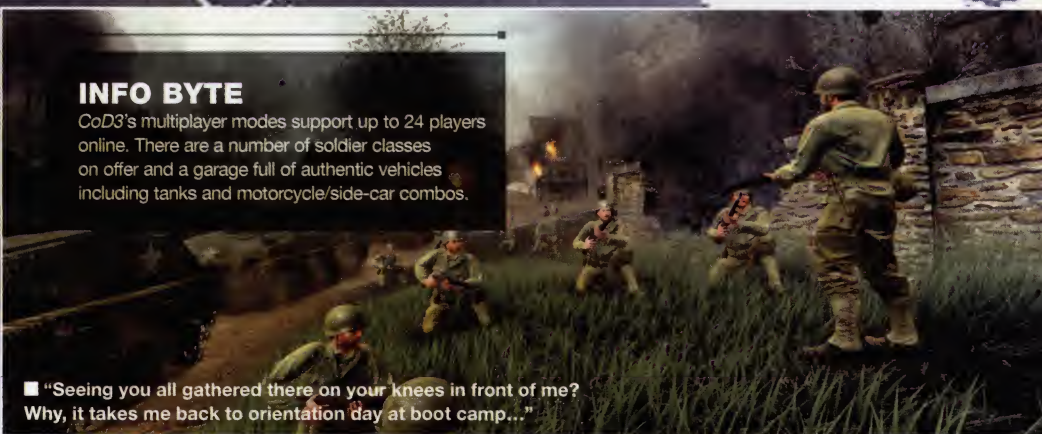 INFO BYTE
CoD3's multiplayer modes support up to 24 players
online. There are a number of soldier classes
on offer and a garage full of authentic vehicles
including tanks and motorcycle/side-car combos.
■ "Seeing you all gathered there on your knees in front of me?
Why, it takes me back to orientation day at boot camp..."